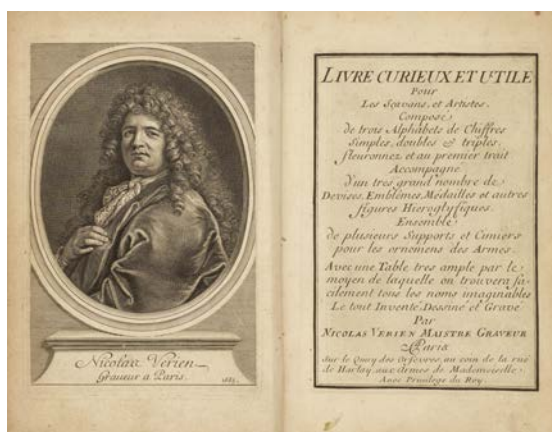 Nicolaï Verien
Graveur a Paris. 1685.
LIVRE CURIEUX ET UTILE
Pour
Les Sçavans, et Artistes.
Composé
de trois Alphabets de Chiffres
Simples, doubles & triples,
fleuronnez et au premier trait
Accompagné
D'un tres grand nombre de
Devises, Emblêmes, Médailles et autres
figures Hieroglyfiques.
Ensemble
de plusieurs Supports et Cimiers
pour les ornemens des Armes.
Avec une Table tres ample par le
moyen de laquelle on trouvera fa-
cilement tous les noms imaginables
Le tout Inventé, Dessiné et Gravé
Par
NICOLAS VERIEN MAISTRE GRAVEUR
A Paris
Sur le Quay des Orfevres, au coin de la rue
de Harlay, aux Armes de Mademoiselle.
Avec Privilege du Roy.